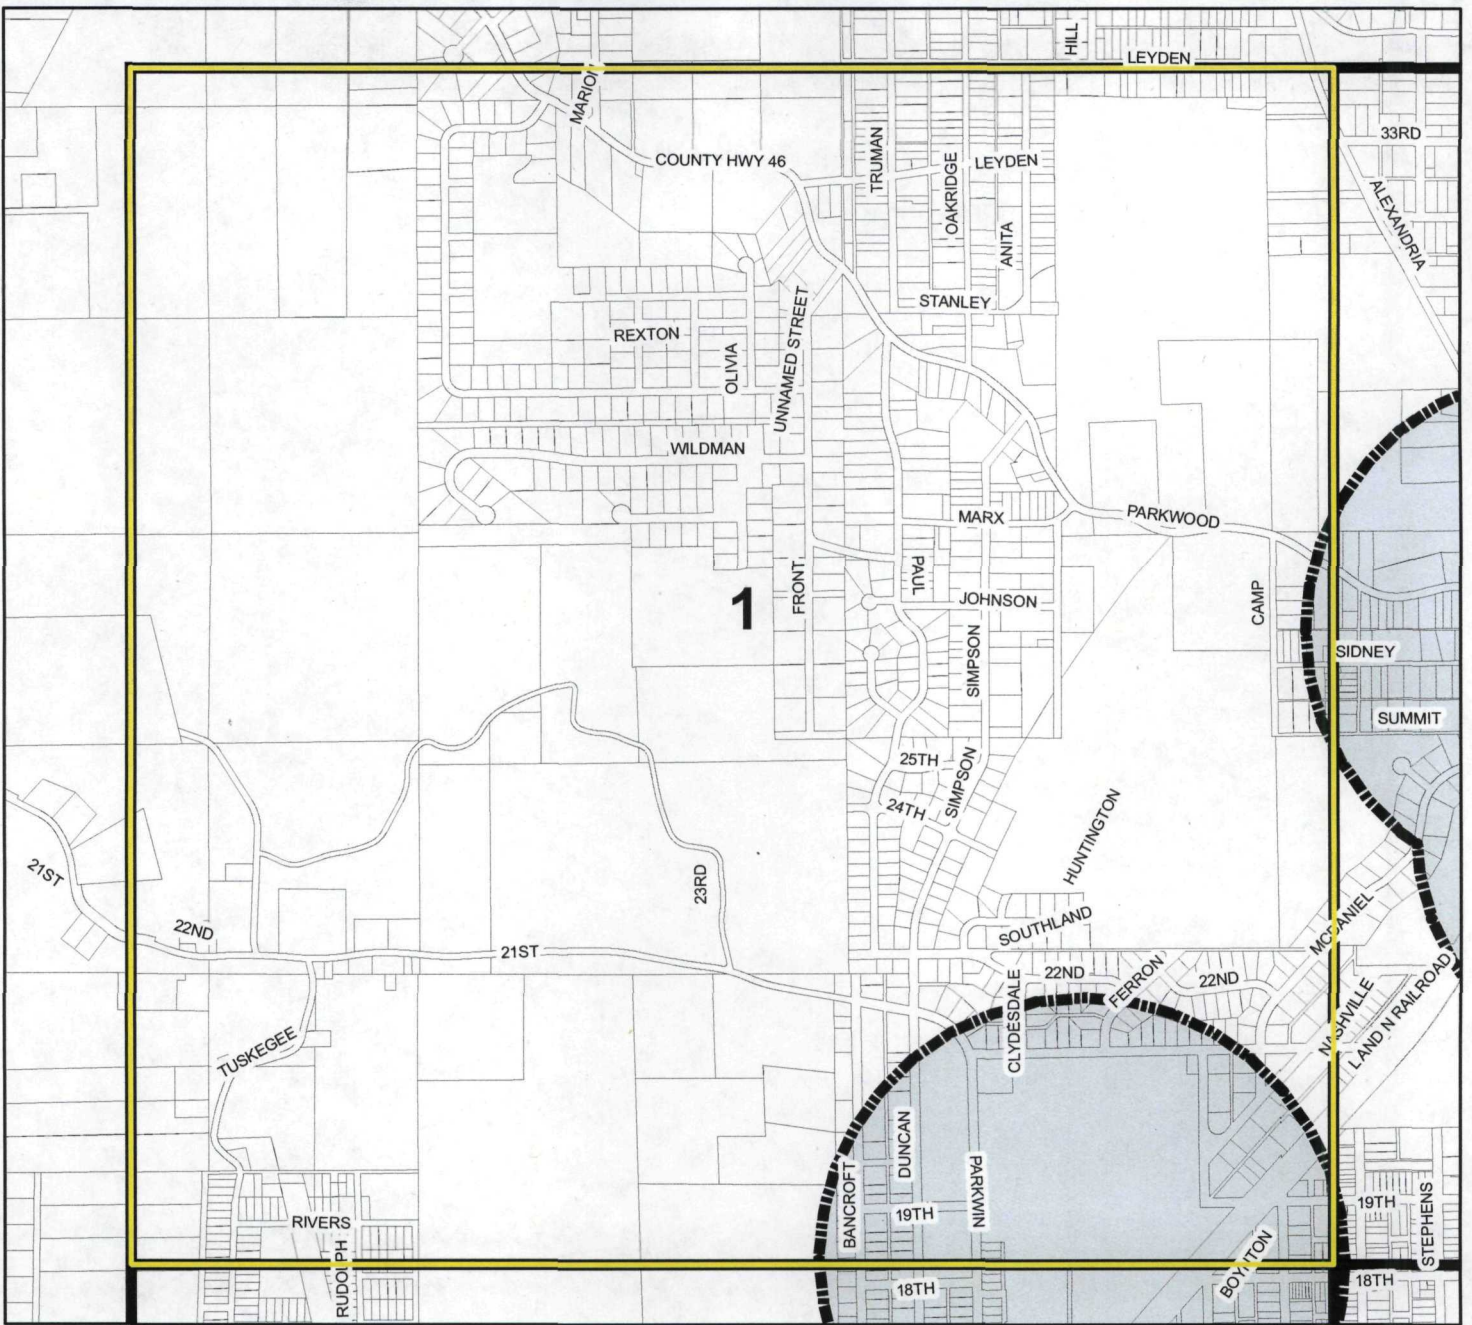 HILL
LEYDEN
MARION
33RD
COUNTY HWY 46
TRUMAN
OAKRIDGE
LEYDEN
ANITA
ALEXANDRIA
STANLEY
UNNAMED STREET
REXTON
OLIVIA
WILDMAN
MARX
PARKWOOD
FRONT
PAUL
1
JOHNSON
CAMP
SIMPSON
SIDNEY
SUMMIT
25TH
SIMPSON
24TH
HUNTINGTON
21ST
23RD
22ND
21ST
SOUTHLAND
MCDANIEL
22ND
FERRON
22ND
CLYDESDALE
NASHVILLE
LAND N RAILROAD
TUSKEGEE
DUNCAN
PARKWIN
BANCROFT
19TH
19TH
STEPHENS
RIVERS
RUDOLPH
BOYNTON
18TH
18TH